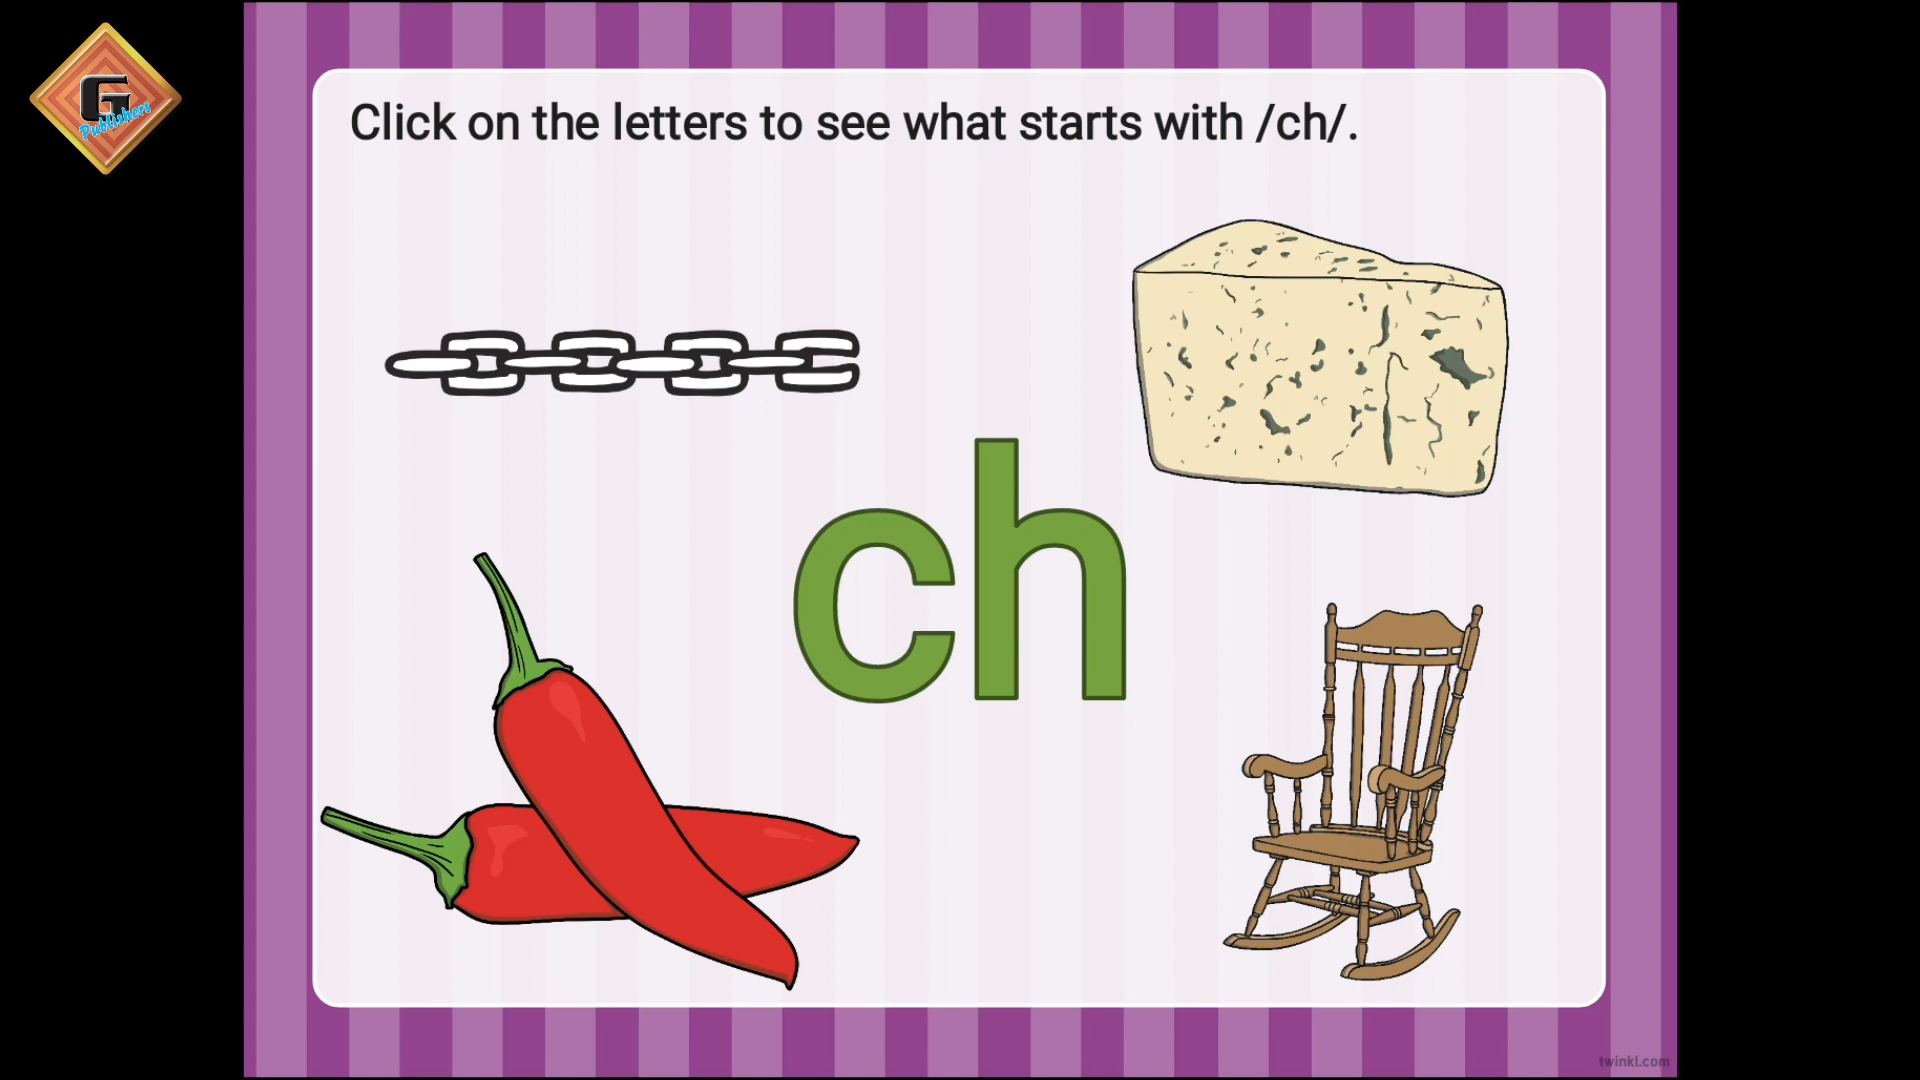 G
Publishers
Click on the letters to see what starts with /ch/.
ch
twinkl.com